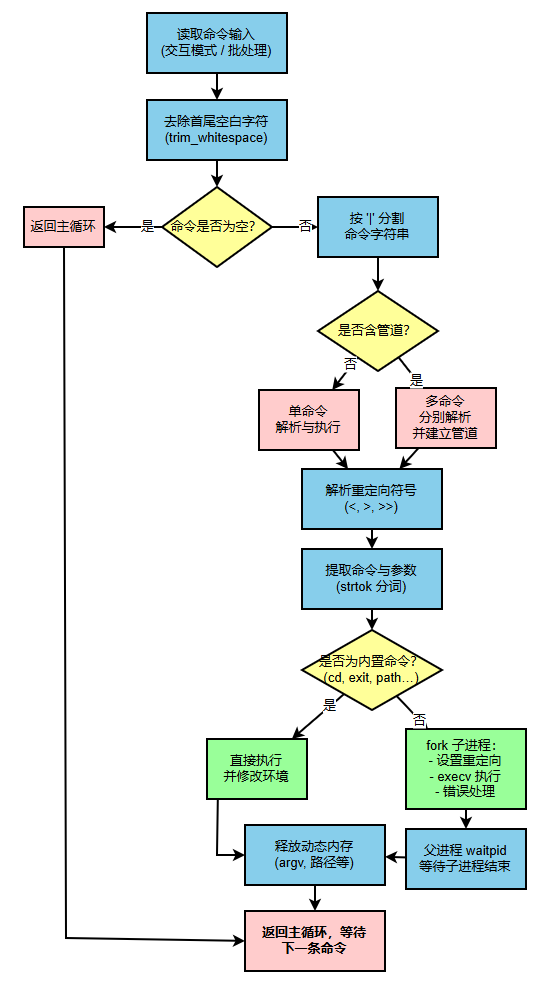 读取命令输入
(交互模式 / 批处理)
去除首尾空白字符
(trim_whitespace)
命令是否为空？
是
返回主循环
否
按 '|' 分割
命令字符串
是否含管道？
否
是
单命令
解析与执行
多命令
分别解析
并建立管道
解析重定向符号
(<, >, >>)
提取命令与参数
(strtok 分词)
是否为内置命令？
(cd, exit, path…)
是
否
直接执行
并修改环境
fork 子进程：
- 设置重定向
- execv 执行
- 错误处理
释放动态内存
(argv, 路径等)
父进程 waitpid
等待子进程结束
返回主循环，等待
下一条命令